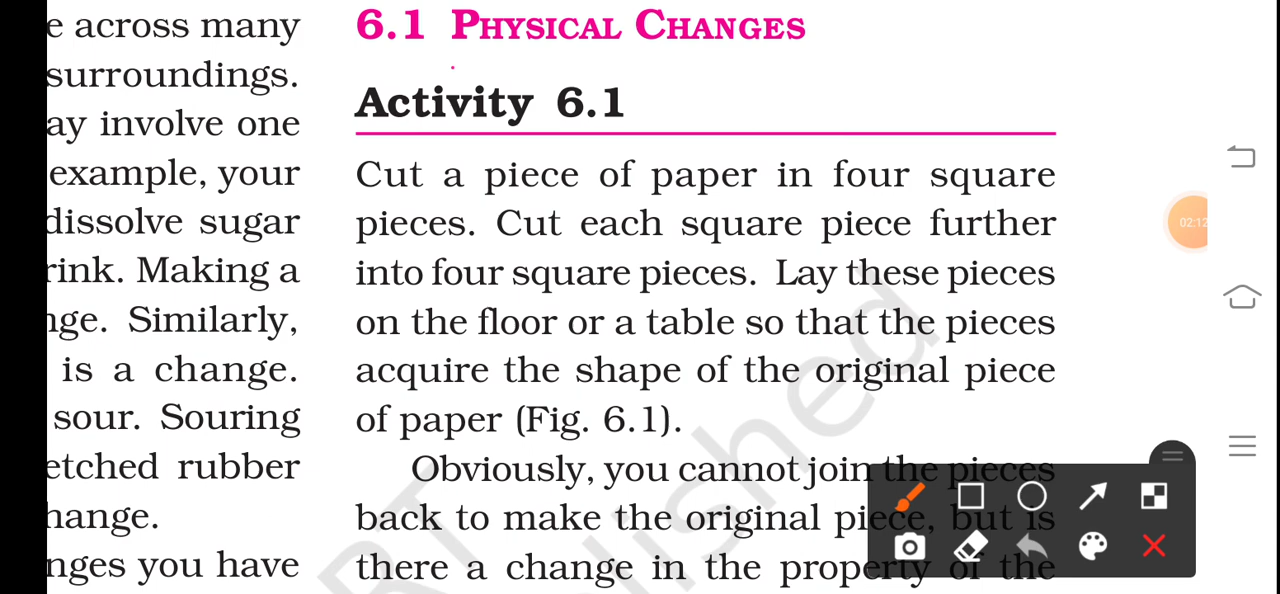 e across many
surroundings.
ay involve one
example, your
dissolve sugar
rink. Making a
nge. Similarly,
is a change.
sour. Souring
etched rubber
hange.
nges you have
6.1 PHYSICAL CHANGES
Activity 6.1
Cut a piece of paper in four square
pieces. Cut each square piece further
into four square pieces. Lay these pieces
on the floor or a table so that the pieces
acquire the shape of the original piece
of paper (Fig. 6.1).
Obviously, you cannot join the pieces
back to make the original piece, but is
there a change in the property of the
02:12